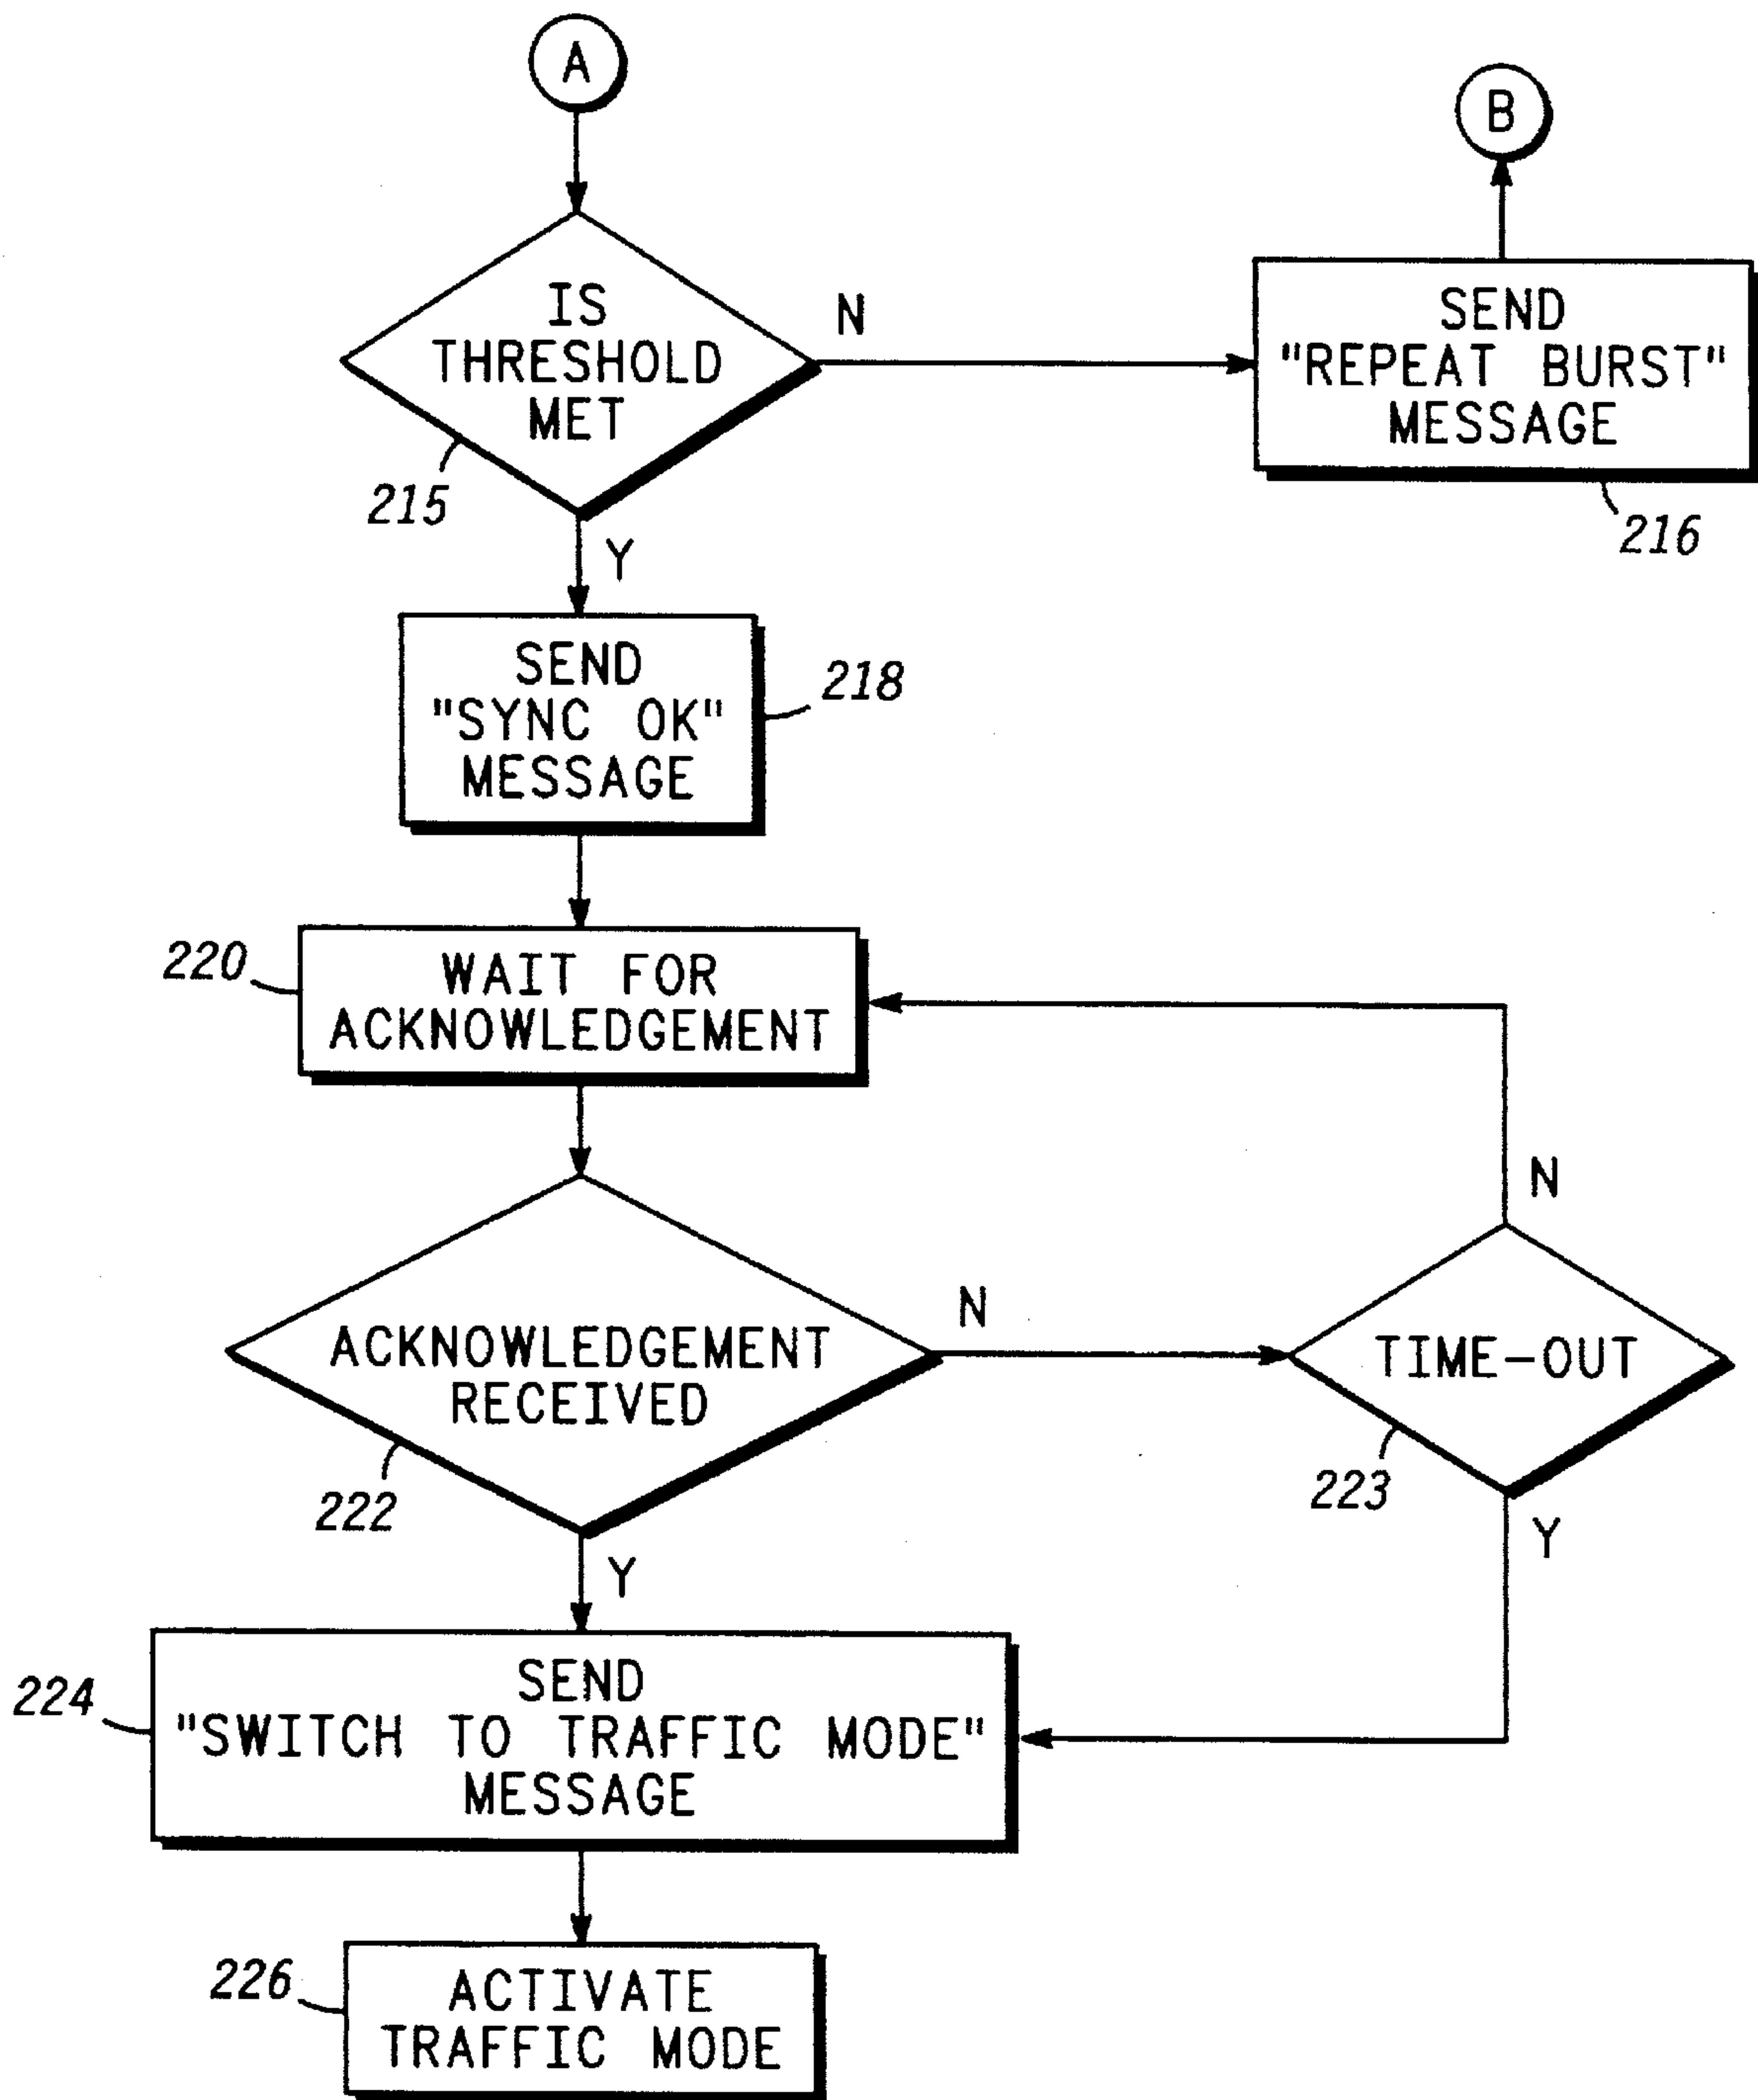 A
B
IS
THRESHOLD
MET
N
SEND
"REPEAT BURST"
MESSAGE
215
216
Y
SEND
"SYNC OK"
MESSAGE
218
220
WAIT FOR
ACKNOWLEDGEMENT
N
ACKNOWLEDGEMENT
RECEIVED
N
TIME-OUT
222
223
Y
Y
224
SEND
"SWITCH TO TRAFFIC MODE"
MESSAGE
226
ACTIVATE
TRAFFIC MODE